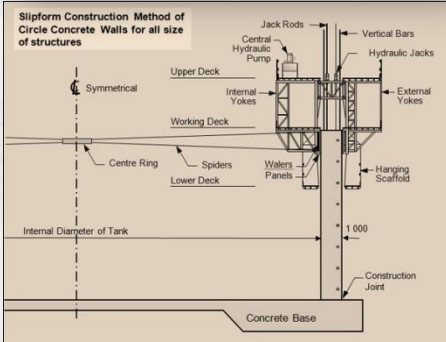 Slipform Construction Method of
Circle Concrete Walls for all size
of structures
Jack Rods
Central
Hydraulic
Pump
Vertical Bars
Hydraulic Jacks
Upper Deck
Symmetrical
Internal
Yokes
External
Yokes
Working Deck
Centre Ring
Spiders
Walers
Panels
Hanging
Scaffold
Lower Deck
Internal Diameter of Tank
1 000
Construction
Joint
Concrete Base